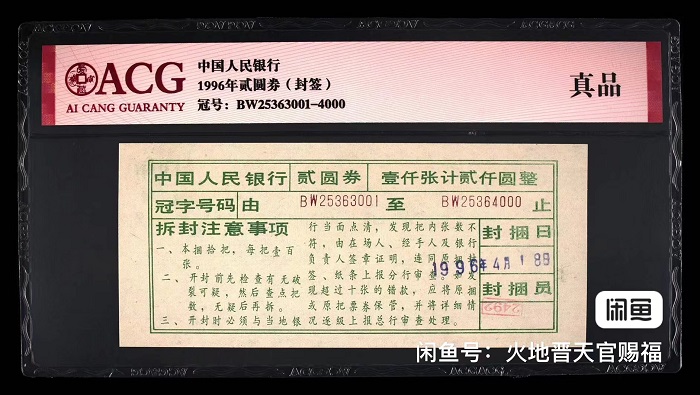 ACG
AI CANG GUARANTY
中国人民银行
1996年贰圆券（封签）
冠号：BW25363001-4000
真品
中国人民银行 贰圆券 壹仟张计贰仟圆整
冠字号码由 BW25363001 至 BW25364000 止
拆封注意事项
一、本捆拾把，每把壹百
张。
二、开封前先检查有无破
裂可疑，然后查点把
数，无疑后再拆。
三、开封时必须与当地银
行当面点清，发现把内张数不
符，由在场人、经手人及银行
负责人签章证明，连同原捆封
签、纸条上报分行审查。如发
现超过十张的错款，应将原捆
或原把票券保管，并将详细情
况逐级上报总行审查处理。
封捆日
1996年4月18日
封捆员
2492
闲鱼
闲鱼号：火地晋天官赐福